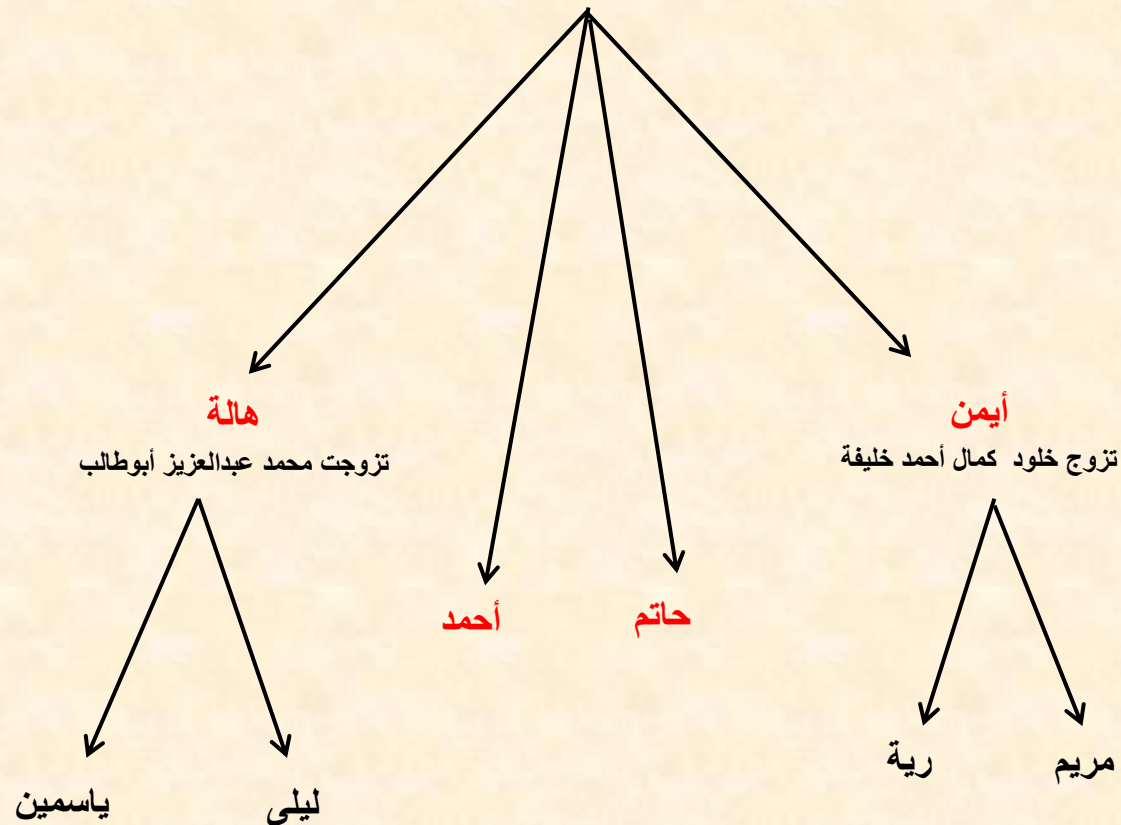 أيمن
هالة
تزوج خلود كمال أحمد خليفة
تزوجت محمد عبدالعزيز أبوطالب
حاتم
أحمد
مريم
رية
ليلى
ياسمين